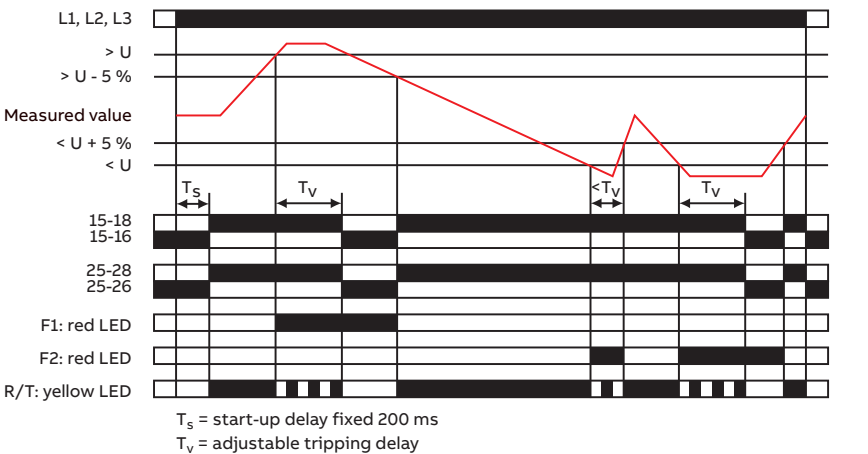 L1, L2, L3
> U
> U - 5 %
Measured value
< U + 5 %
< U
Ts Tv <Tv Tv
15-18
15-16
25-28
25-26
F1: red LED
F2: red LED
R/T: yellow LED
Ts = start-up delay fixed 200 ms
Tv = adjustable tripping delay